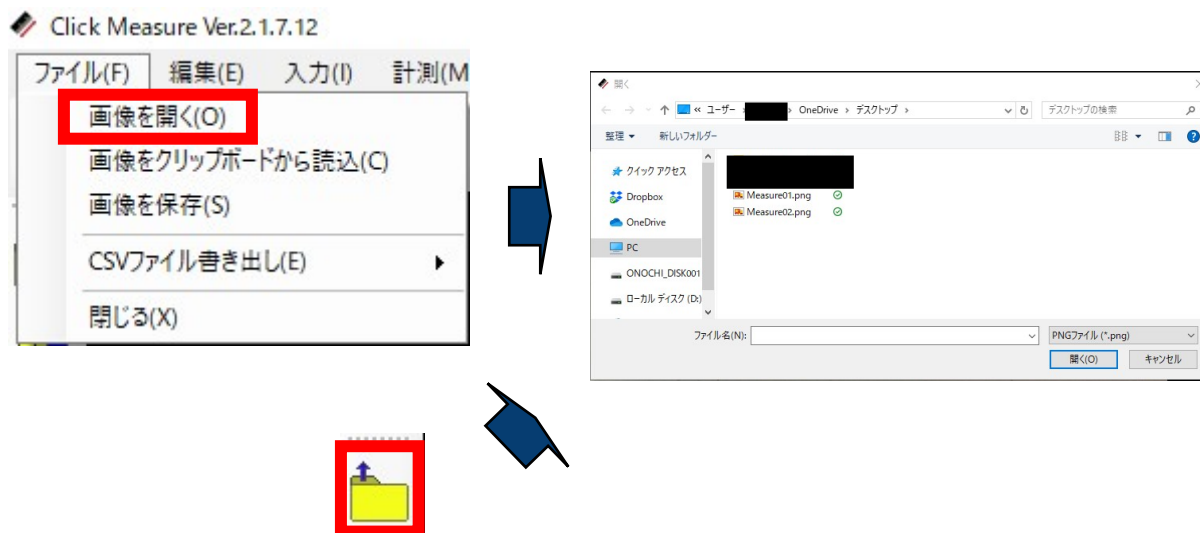 Click Measure Ver.2.1.7.12
ファイル(F) 編集(E) 入力(I) 計測(M
画像を開く(O)
画像をクリップボードから読込(C)
画像を保存(S)
CSVファイル書き出し(E)
閉じる(X)
開く
« ユーザー › › OneDrive › デスクトップ ›
デスクトップの検索
整理 新しいフォルダー
クイック アクセス
Dropbox
OneDrive
PC
ONOCHI_DISK001
ローカル ディスク (D:)
Measure01.png
Measure02.png
ファイル名(N):
PNGファイル (*.png)
開く(O) キャンセル